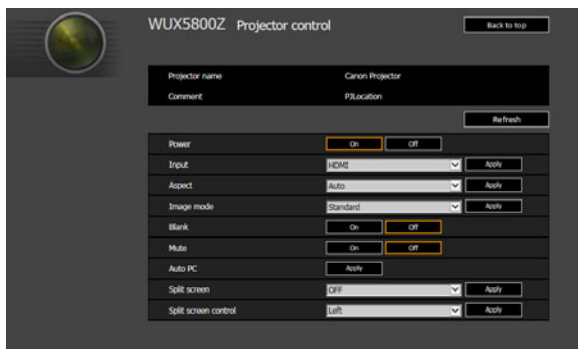 WUX5800Z Projector control Back to top
Projector name Canon Projector
Comment PJLocation
Refresh
Power On Off
Input HDMI Apply
Aspect Auto Apply
Image mode Standard Apply
Blank On Off
Mute On Off
Auto PC Apply
Split screen OFF Apply
Split screen control Left Apply